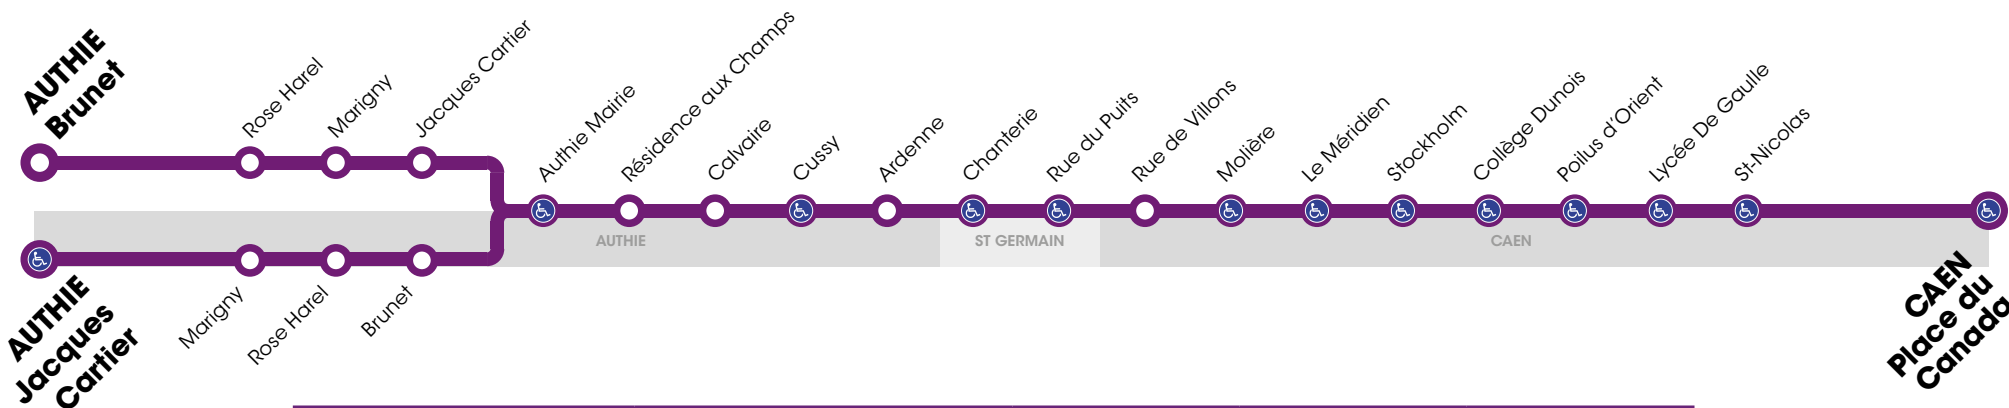 AUTHIE
Brunet
Rose Harel
Marigny
Jacques Cartier
Authie Mairie
Résidence aux Champs
Calvaire
Cussy
Ardenne
Chanterie
Rue du Puits
Rue de Villons
Molière
Le Méridien
Stockholm
Collège Dunois
Poilus d'Orient
Lycée De Gaulle
St-Nicolas
AUTHIE
ST GERMAIN
CAEN
AUTHIE
Jacques
Cartier
Marigny
Rose Harel
Brunet
CAEN
Place du
Canada